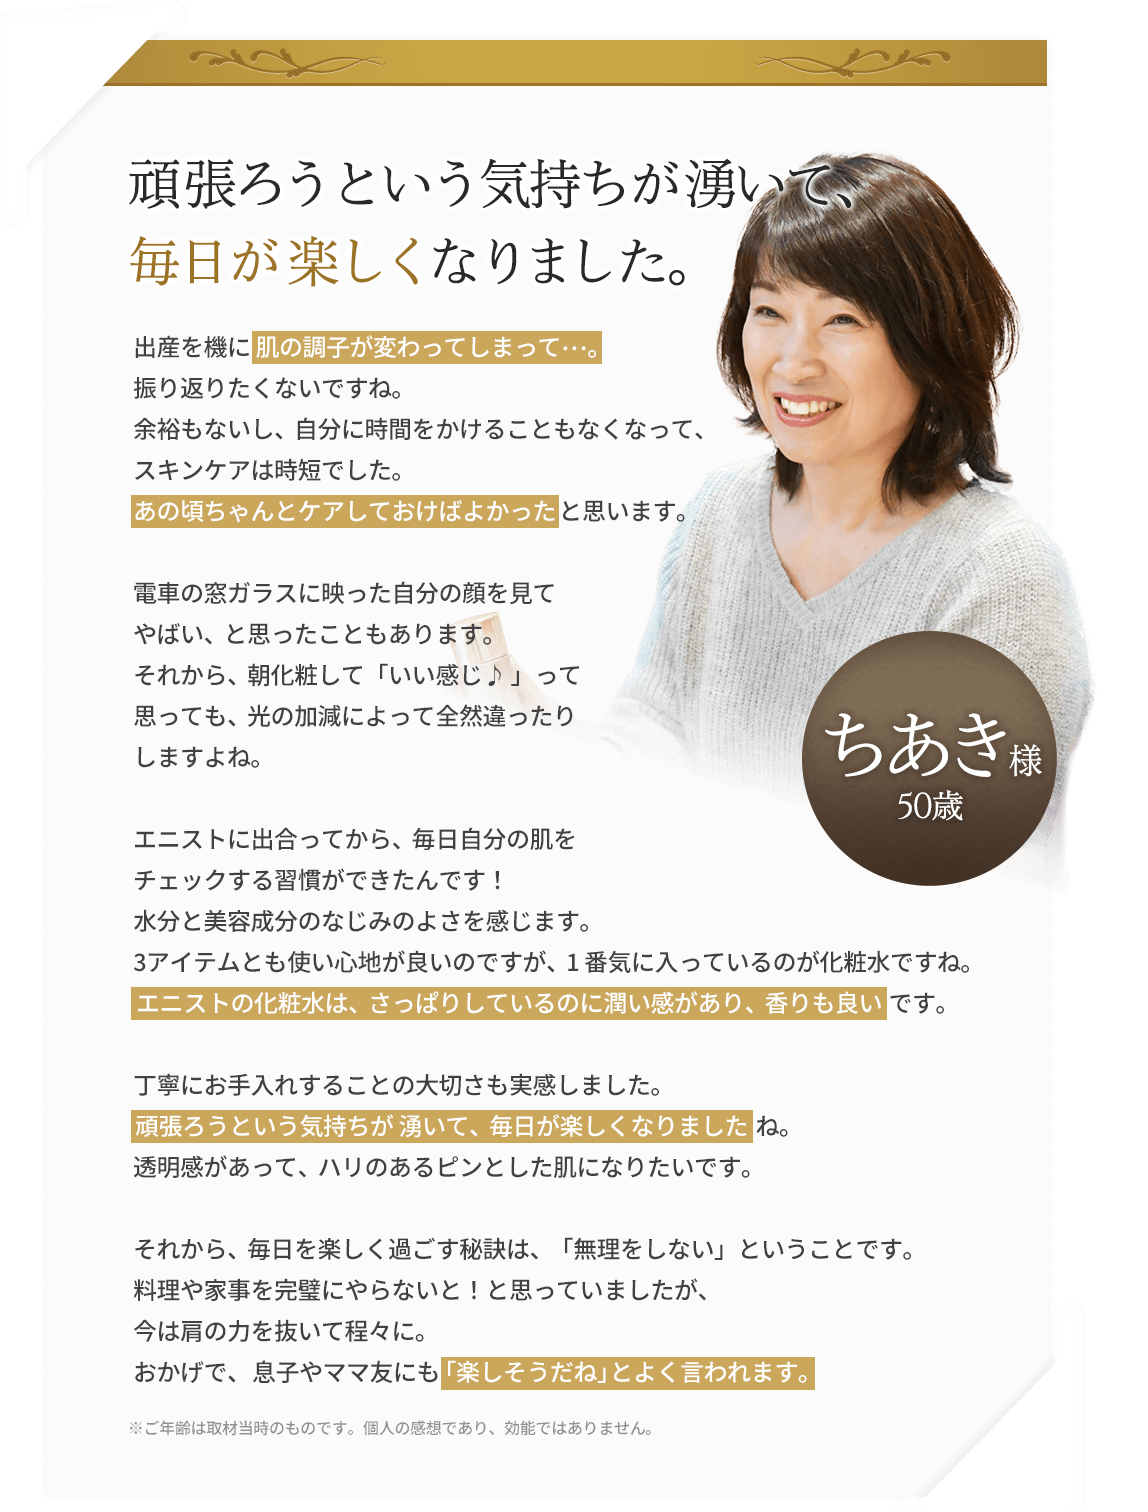 頑張ろうという気持ちが湧いて、
毎日が楽しくなりました。
出産を機に肌の調子が変わってしまって…。
振り返りたくないですね。
余裕もないし、自分に時間をかけることもなくなって、
スキンケアは時短でした。
あの頃ちゃんとケアしておけばよかったと思います。
電車の窓ガラスに映った自分の顔を見て
やばい、と思ったこともあります。
それから、朝化粧して「いい感じ♪」って
思っても、光の加減によって全然違ったり
しますよね。
ちあき様
50歳
エニストに出合ってから、毎日自分の肌を
チェックする習慣ができたんです！
水分と美容成分のなじみのよさを感じます。
3アイテムとも使い心地が良いのですが、1番気に入っているのが化粧水ですね。
エニストの化粧水は、さっぱりしているのに潤い感があり、香りも良いです。
丁寧にお手入れすることの大切さも実感しました。
頑張ろうという気持ちが湧いて、毎日が楽しくなりましたね。
透明感があって、ハリのあるピンとした肌になりたいです。
それから、毎日を楽しく過ごす秘訣は、「無理をしない」ということです。
料理や家事を完璧にやらないと！と思っていましたが、
今は肩の力を抜いて程々に。
おかげで、息子やママ友にも「楽しそうだね」とよく言われます。
※ご年齢は取材当時のものです。個人の感想であり、効能ではありません。